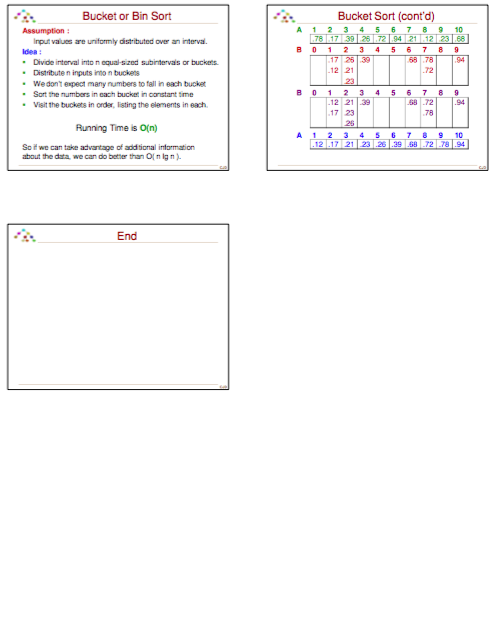 Bucket or Bin Sort
Assumption :
Input values are uniformly distributed over an interval.
Idea :
• Divide interval into n equal-sized subintervals or buckets.
• Distribute n inputs into n buckets
• We don't expect many numbers to fall in each bucket
• Sort the numbers in each bucket in constant time
• Visit the buckets in order, listing the elements in each.
Running Time is O(n)
So if we can take advantage of additional information
about the data, we can do better than O( n lg n ).
Bucket Sort (cont'd)
A 1 2 3 4 5 6 7 8 9 10
.78 .17 .39 .26 .72 .94 .21 .12 .23 .68
B 0 1 2 3 4 5 6 7 8 9
.17 .26 .39 .68 .78 .94
.12 .21 .72
.23
B 0 1 2 3 4 5 6 7 8 9
.12 .21 .39 .68 .72 .94
.17 .23 .78
.26
A 1 2 3 4 5 6 7 8 9 10
.12 .17 .21 .23 .26 .39 .68 .72 .78 .94
End